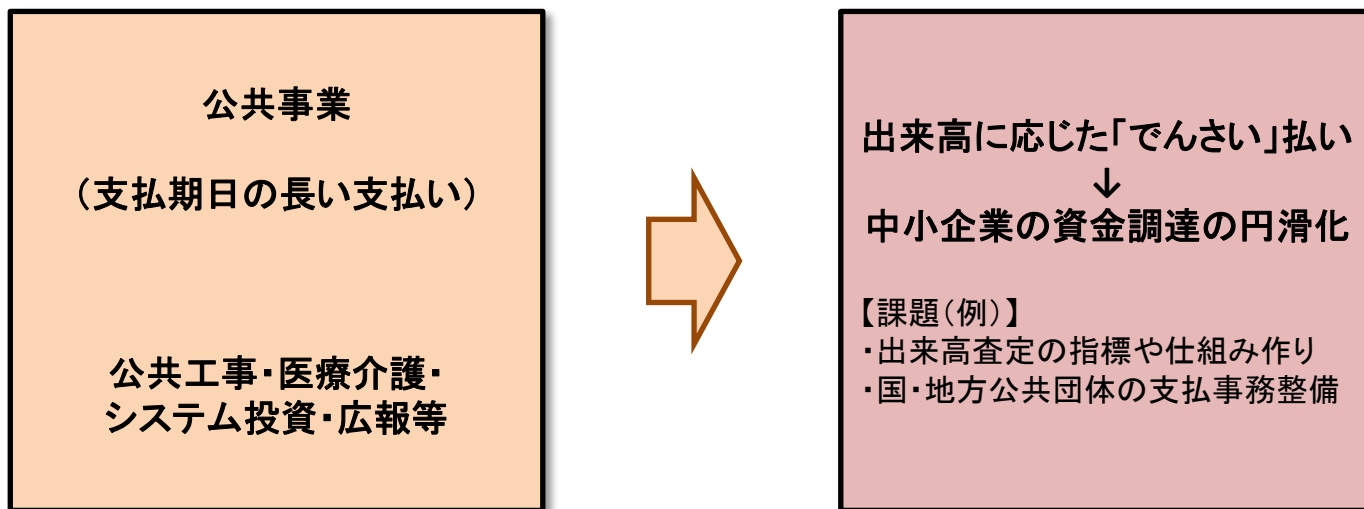 公共事業
（支払期日の長い支払い）
公共工事・医療介護・
システム投資・広報等
出来高に応じた「でんさい」払い
↓
中小企業の資金調達の円滑化
【課題（例）】
・出来高査定の指標や仕組み作り
・国・地方公共団体の支払事務整備